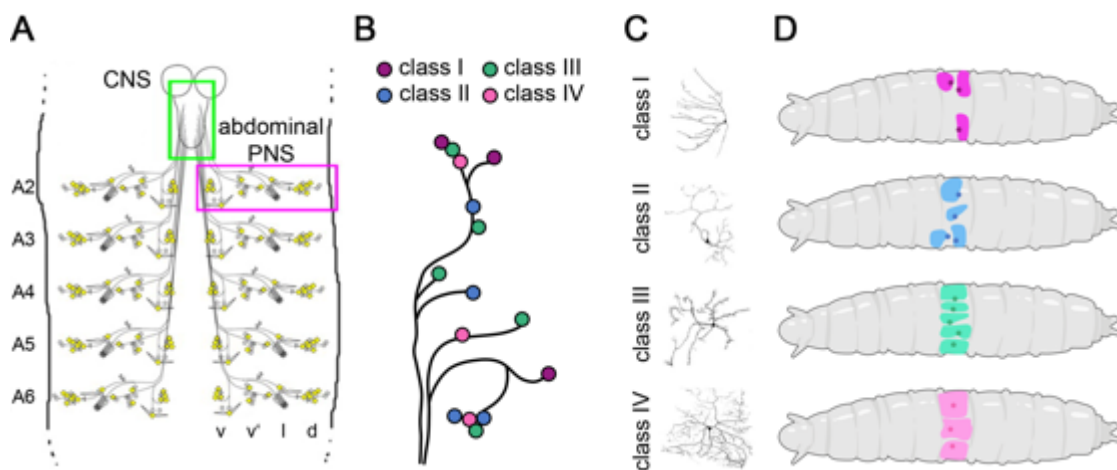 A
CNS
abdominal
PNS
A2
A3
A4
A5
A6
v v' l d
B
class I
class III
class II
class IV
C
class I
class II
class III
class IV
D